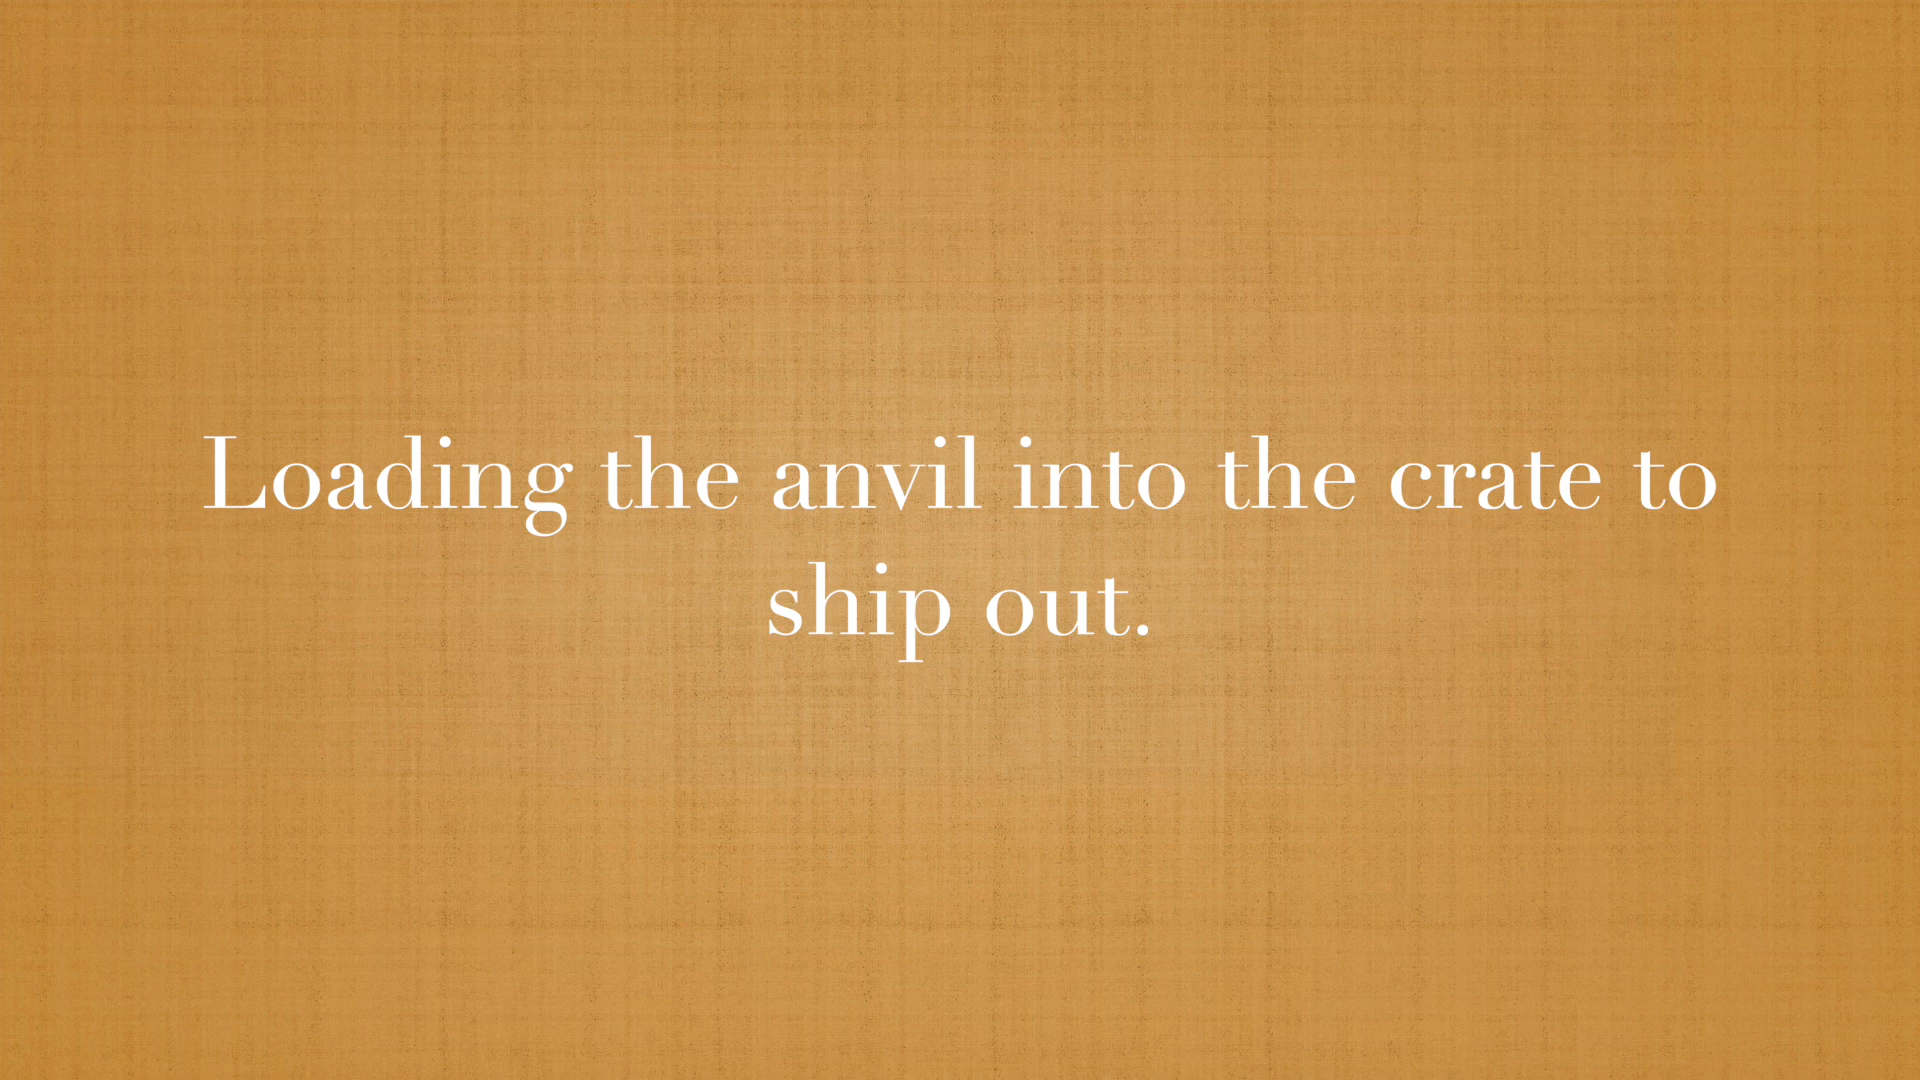 Loading the anvil into the crate to
ship out.